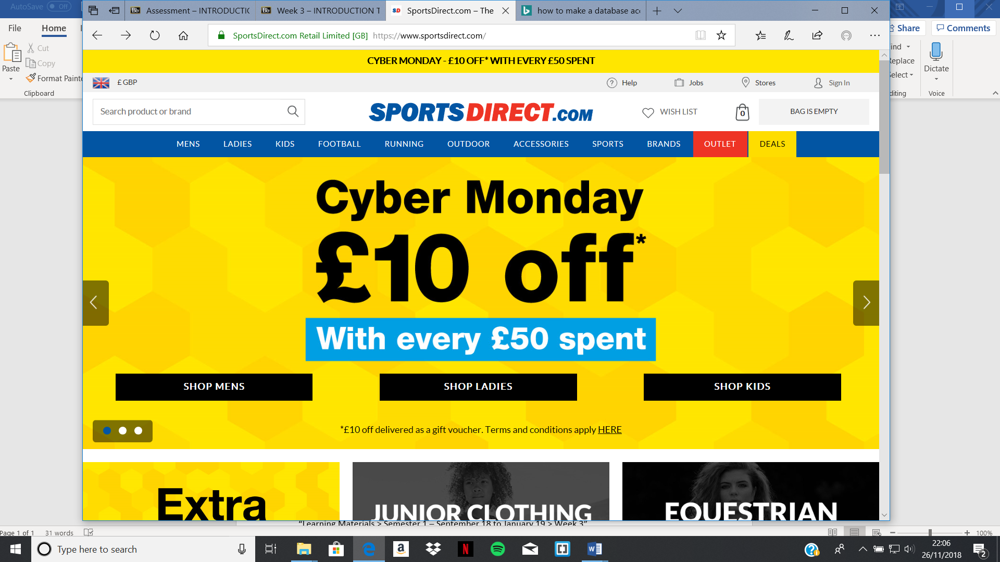 AutoSave Off
Assessment – INTRODUCTIO
Week 3 – INTRODUCTION T
SD SportsDirect.com – The
how to make a database acc
File Home
Share Comments
SportsDirect.com Retail Limited [GB] https://www.sportsdirect.com/
Cut
Copy
Paste
Format Painte
Clipboard
ind
Replace
Select
diting
Dictate
Voice
CYBER MONDAY - £10 OFF* WITH EVERY £50 SPENT
£ GBP
Help Jobs Stores Sign In
Search product or brand
SPORTSDIRECT.COM
WISH LIST
0
BAG IS EMPTY
MENS LADIES KIDS FOOTBALL RUNNING OUTDOOR ACCESSORIES SPORTS BRANDS OUTLET DEALS
Cyber Monday
£10 off*
With every £50 spent
SHOP MENS SHOP LADIES SHOP KIDS
*£10 off delivered as a gift voucher. Terms and conditions apply HERE
Extra
JUNIOR CLOTHING
EQUESTRIAN
"Learning Materials > Semester 1 – September 18 to January 19 > Week 3"
Page 1 of 1 31 words
100%
Type here to search
22:06
26/11/2018
2